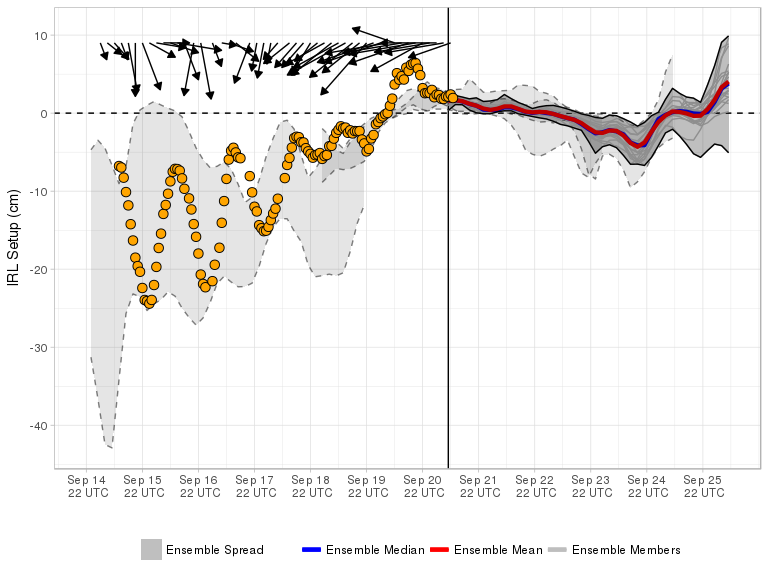 IRL Setup (cm)
10
0
-10
-20
-30
-40
Sep 14 22 UTC
Sep 15 22 UTC
Sep 16 22 UTC
Sep 17 22 UTC
Sep 18 22 UTC
Sep 19 22 UTC
Sep 20 22 UTC
Sep 21 22 UTC
Sep 22 22 UTC
Sep 23 22 UTC
Sep 24 22 UTC
Sep 25 22 UTC
Ensemble Spread
Ensemble Median
Ensemble Mean
Ensemble Members